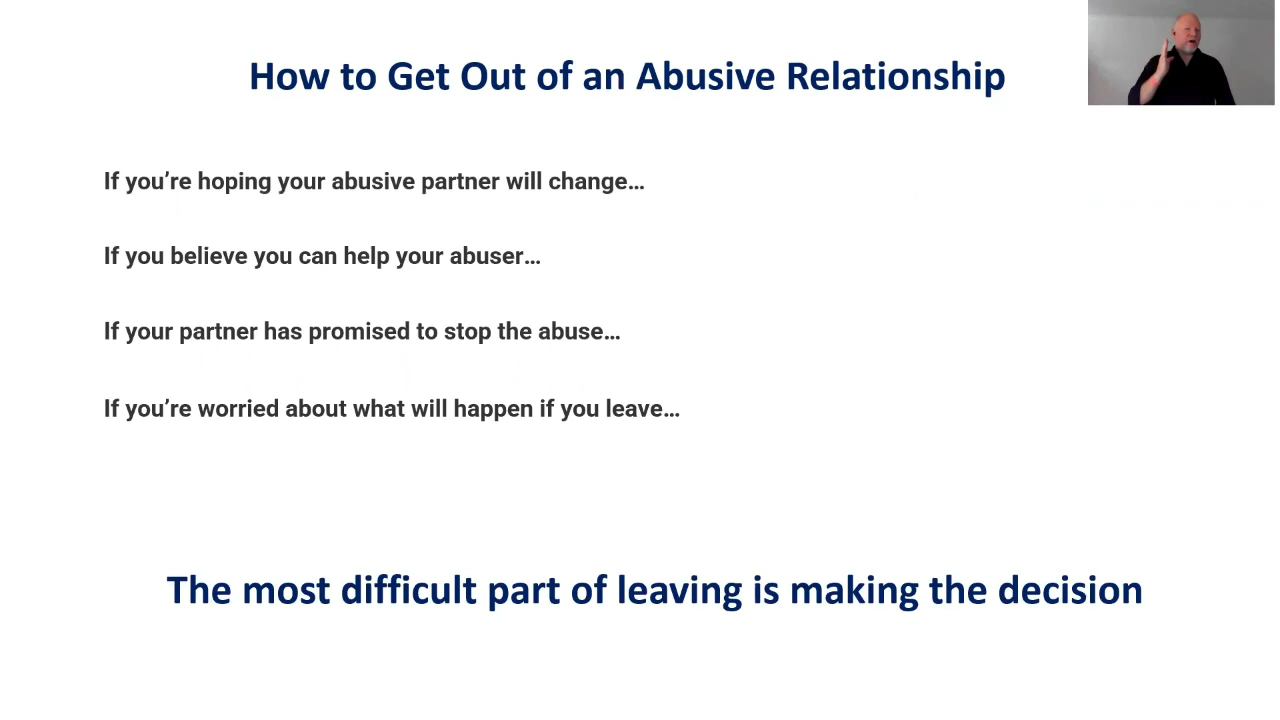 How to Get Out of an Abusive Relationship
If you’re hoping your abusive partner will change…
If you believe you can help your abuser…
If your partner has promised to stop the abuse…
If you’re worried about what will happen if you leave…
The most difficult part of leaving is making the decision